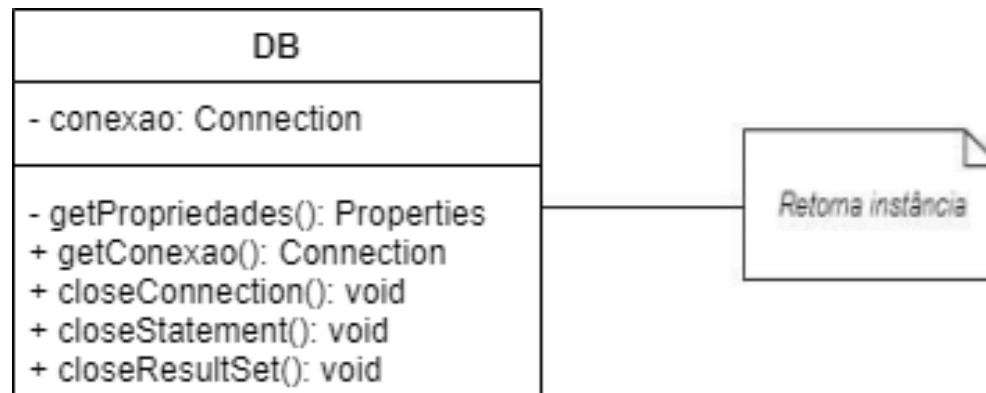 DB
- conexao: Connection
- getPropriedades(): Properties
+ getConexao(): Connection
+ closeConnection(): void
+ closeStatement(): void
+ closeResultSet(): void
Retorna instância